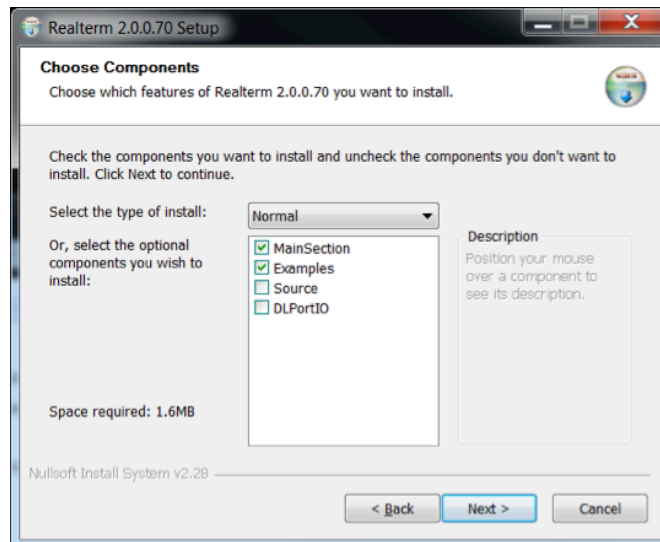 Realterm 2.0.0.70 Setup
Choose Components
Choose which features of Realterm 2.0.0.70 you want to install.
Check the components you want to install and uncheck the components you don't want to
install. Click Next to continue.
Select the type of install:
Normal
Or, select the optional
components you wish to
install:
MainSection
Examples
Source
DLPortIO
Description
Position your mouse
over a component to
see its description.
Space required: 1.6MB
Nullsoft Install System v2.28
< Back
Next >
Cancel